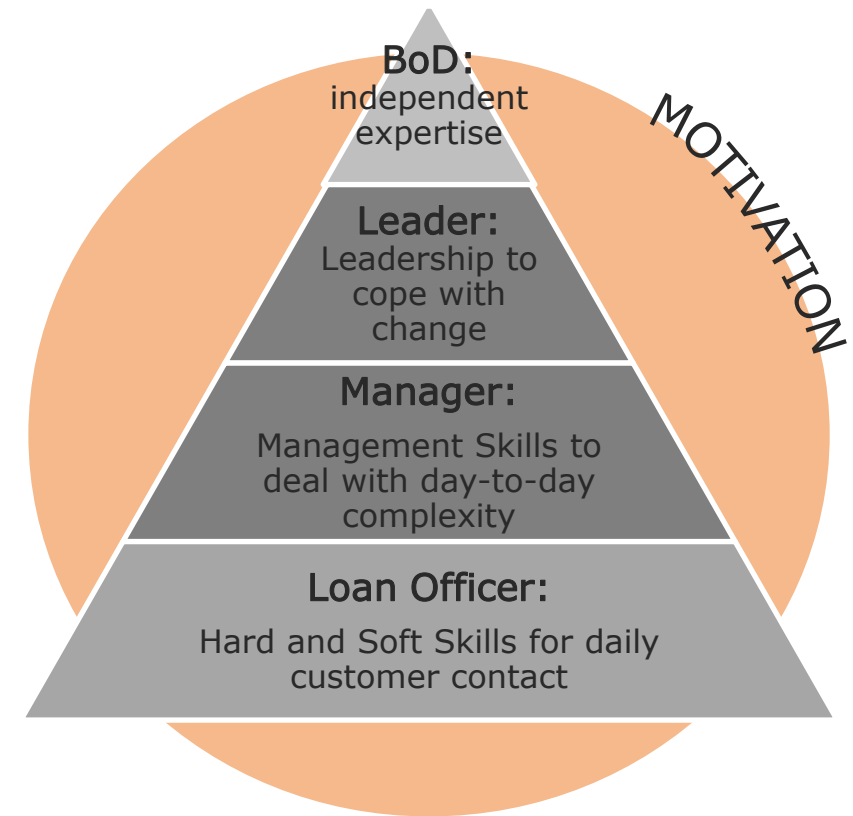 BoD:
independent
expertise
MOTIVATION
Leader:
Leadership to
cope with
change
Manager:
Management Skills to
deal with day-to-day
complexity
Loan Officer:
Hard and Soft Skills for daily
customer contact